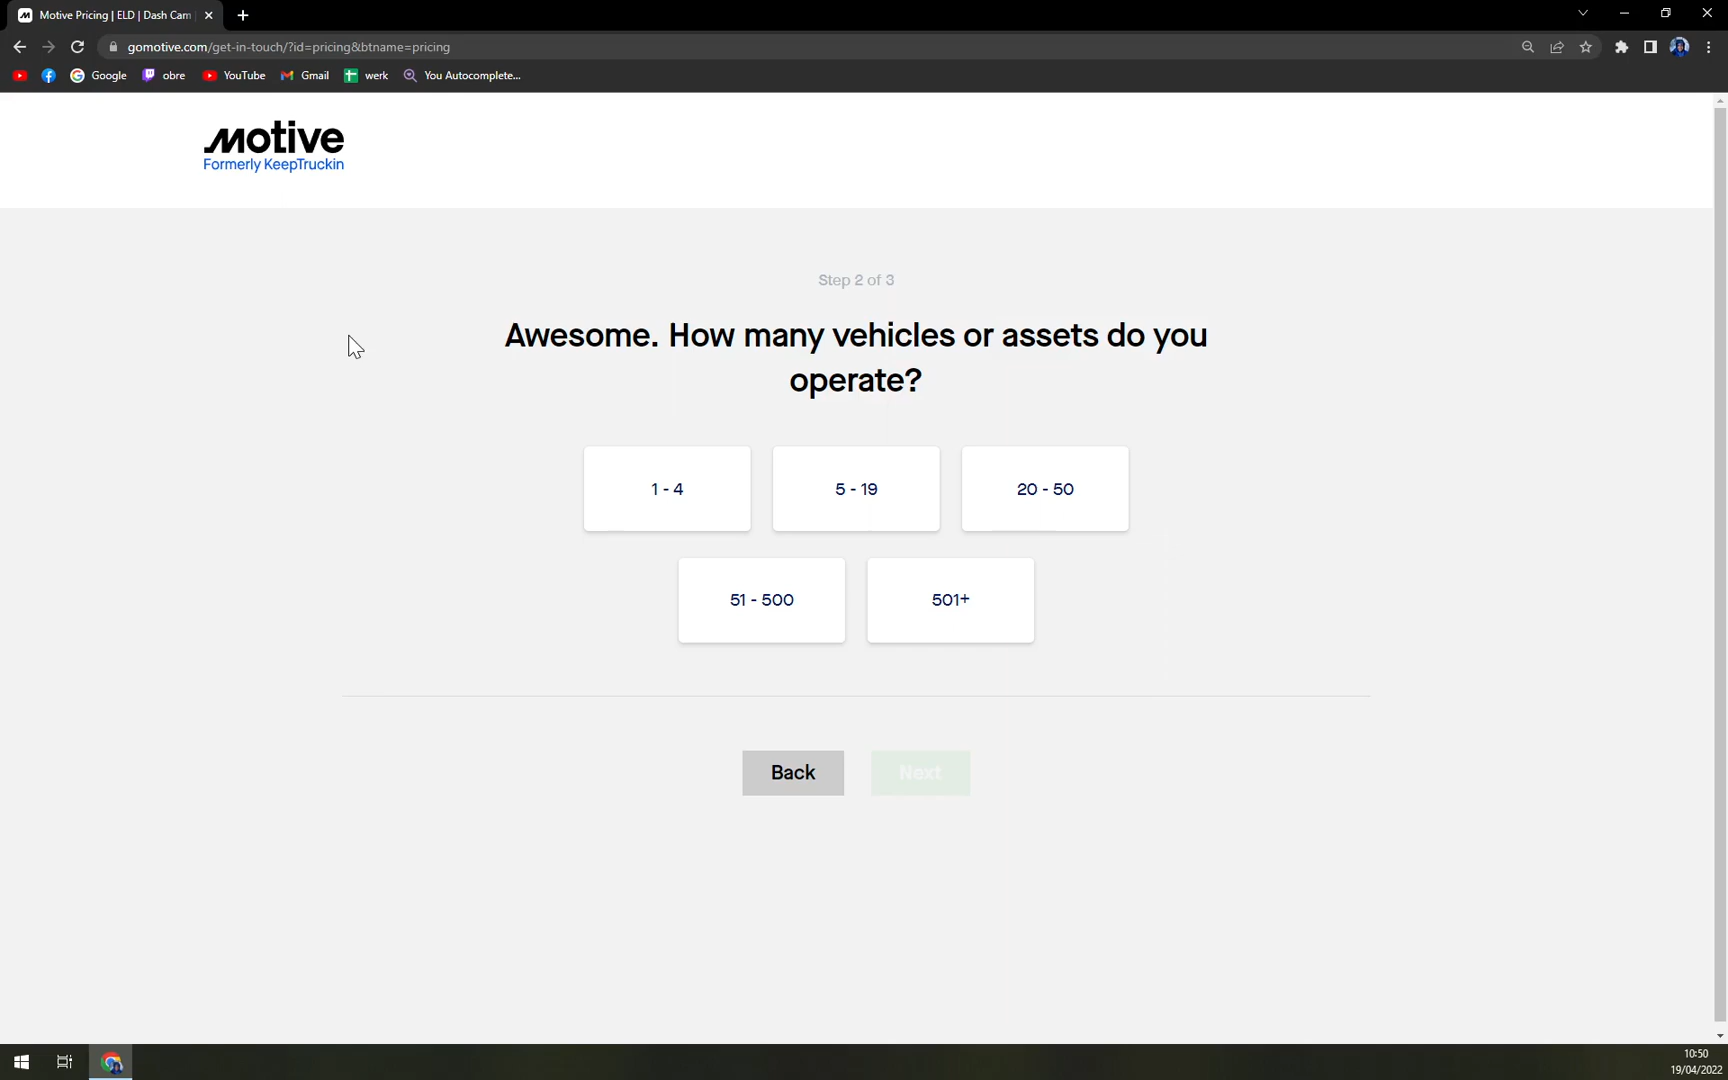 Motive Pricing | ELD | Dash Cam
gomotive.com/get-in-touch/?id=pricing&btname=pricing
Google
obre
YouTube
Gmail
werk
You Autocomplete...
motive
Formerly KeepTruckin
Step 2 of 3
Awesome. How many vehicles or assets do you
operate?
1 - 4
5 - 19
20 - 50
51 - 500
501+
Back
Next
10:50
19/04/2022